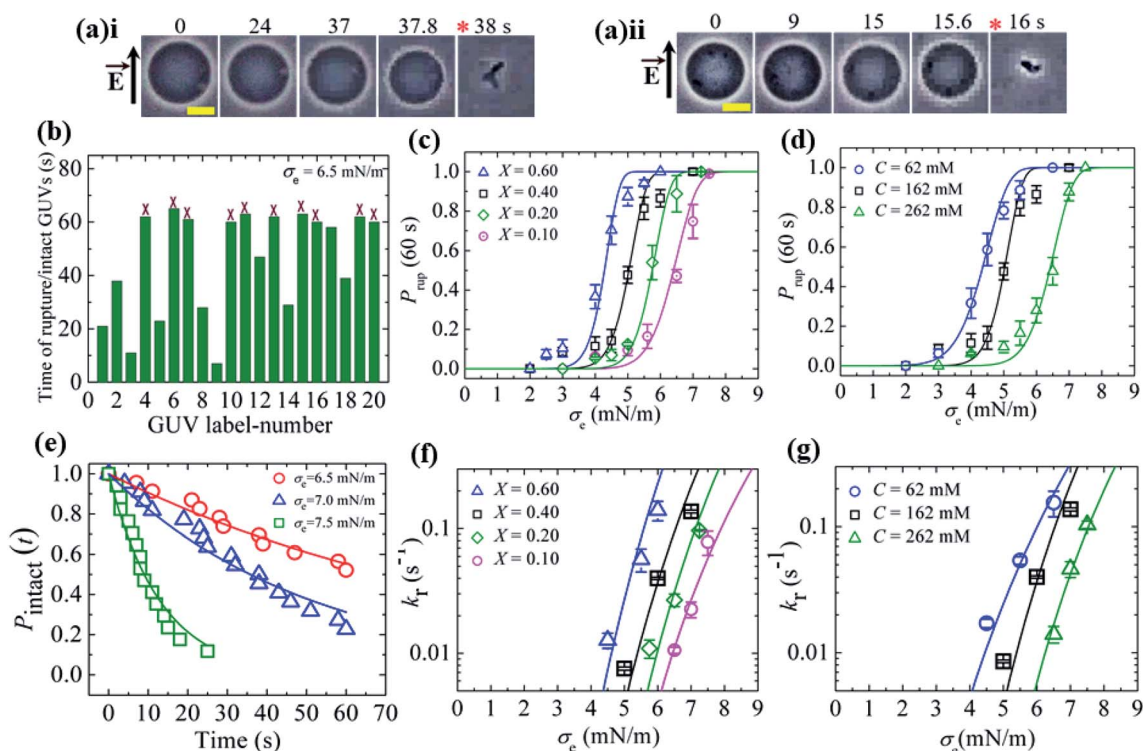 (a)i 0 24 37 37.8 * 38 s
E
(a)ii 0 9 15 15.6 * 16 s
E
(b)
Time of rupture/intact GUVs (s)
80
60
40
20
0
σe = 6.5 mN/m
X X X X X X X X X X X
0 2 4 6 8 10 12 14 16 18 20
GUV label-number
(c)
Prup (60 s)
1.0
0.8
0.6
0.4
0.2
0.0
X = 0.60
X = 0.40
X = 0.20
X = 0.10
0 1 2 3 4 5 6 7 8 9
σe (mN/m)
(d)
Prup (60 s)
1.0
0.8
0.6
0.4
0.2
0.0
C = 62 mM
C = 162 mM
C = 262 mM
0 1 2 3 4 5 6 7 8 9
σe (mN/m)
(e)
Pintact (t)
1.0
0.8
0.6
0.4
0.2
0.0
σe=6.5 mN/m
σe=7.0 mN/m
σe=7.5 mN/m
0 10 20 30 40 50 60 70
Time (s)
(f)
kr (s⁻¹)
0.1
0.01
X = 0.60
X = 0.40
X = 0.20
X = 0.10
0 1 2 3 4 5 6 7 8 9
σe (mN/m)
(g)
kr (s⁻¹)
0.1
0.01
C = 62 mM
C = 162 mM
C = 262 mM
0 1 2 3 4 5 6 7 8 9
σe (mN/m)